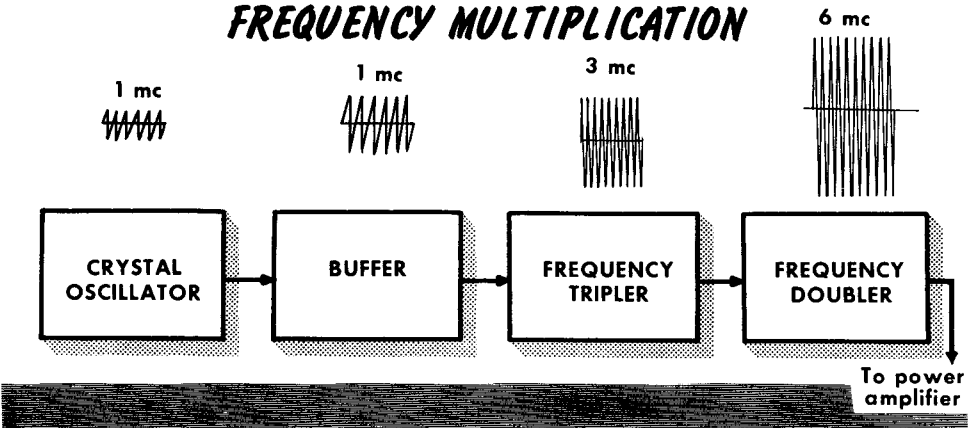 FREQUENCY MULTIPLICATION
1 mc
1 mc
3 mc
6 mc
CRYSTAL
OSCILLATOR
BUFFER
FREQUENCY
TRIPLER
FREQUENCY
DOUBLER
To power
amplifier